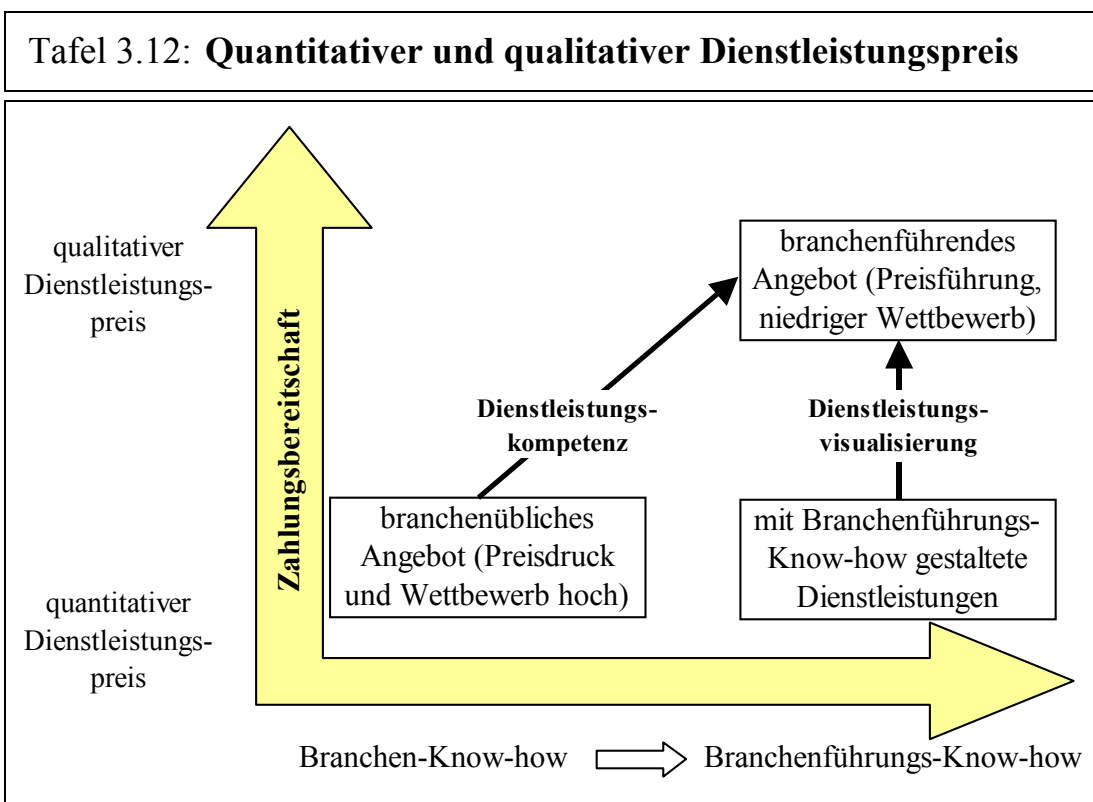 Tafel 3.12: Quantitativer und qualitativer Dienstleistungspreis
qualitativer
Dienstleistungs-
preis
branchenführendes
Angebot (Preisführung,
niedriger Wettbewerb)
Zahlungsbereitschaft
Dienstleistungs-
kompetenz
Dienstleistungs-
visualisierung
branchenübliches
Angebot (Preisdruck
und Wettbewerb hoch)
mit Branchenführungs-
Know-how gestaltete
Dienstleistungen
quantitativer
Dienstleistungs-
preis
Branchen-Know-how
Branchenführungs-Know-how